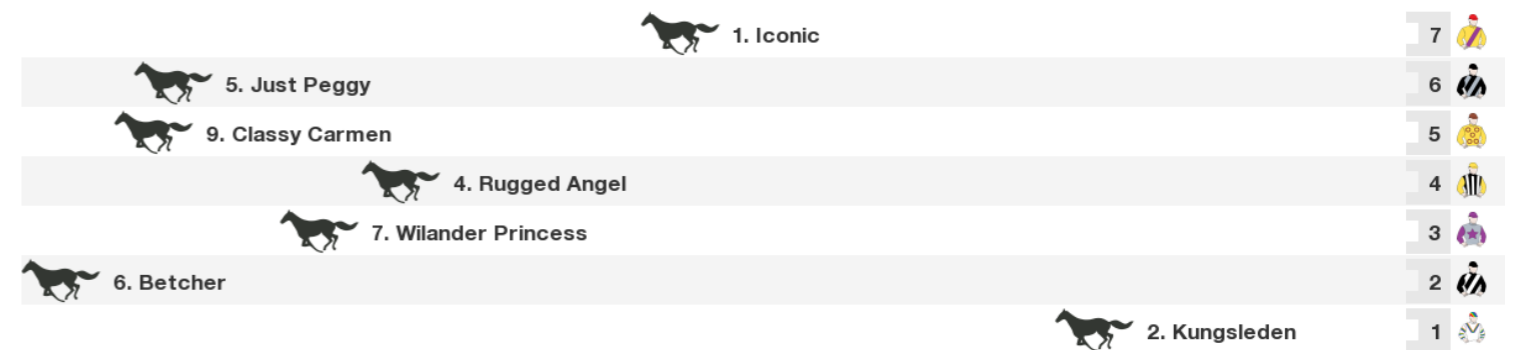 1. Iconic 7
5. Just Peggy 6
9. Classy Carmen 5
4. Rugged Angel 4
7. Wilander Princess 3
6. Betcher 2
2. Kungsleden 1